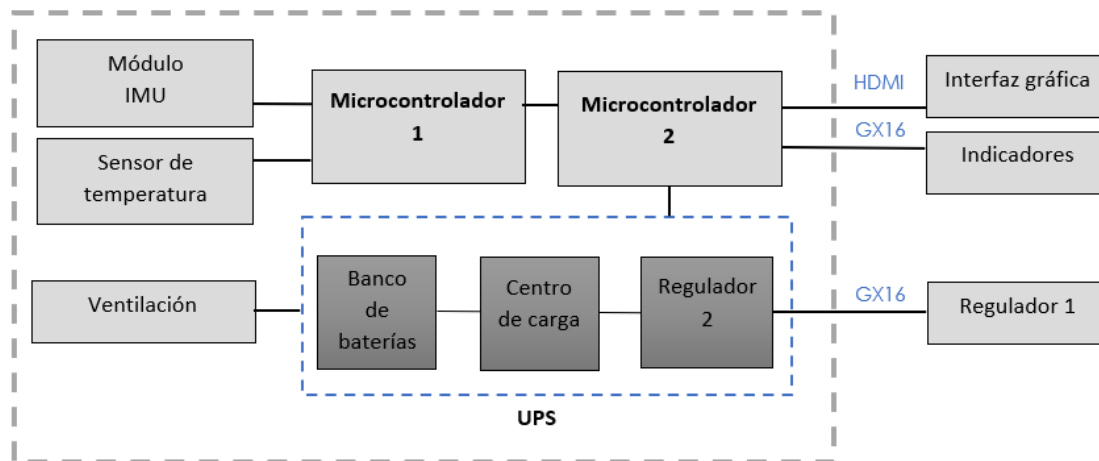 Módulo
IMU
Microcontrolador
1
Microcontrolador
2
HDMI
Interfaz gráfica
GX16
Indicadores
Sensor de
temperatura
Ventilación
Banco
de
baterías
Centro
de carga
Regulador
2
GX16
Regulador 1
UPS